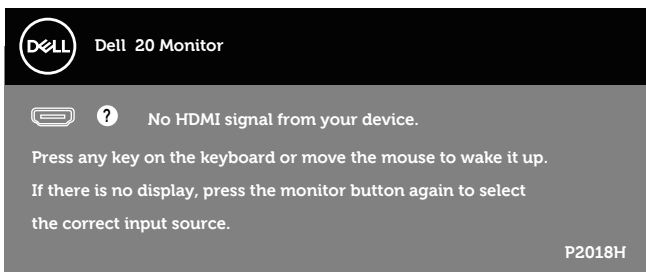 DELL
Dell 20 Monitor
? No HDMI signal from your device.
Press any key on the keyboard or move the mouse to wake it up.
If there is no display, press the monitor button again to select
the correct input source.
P2018H